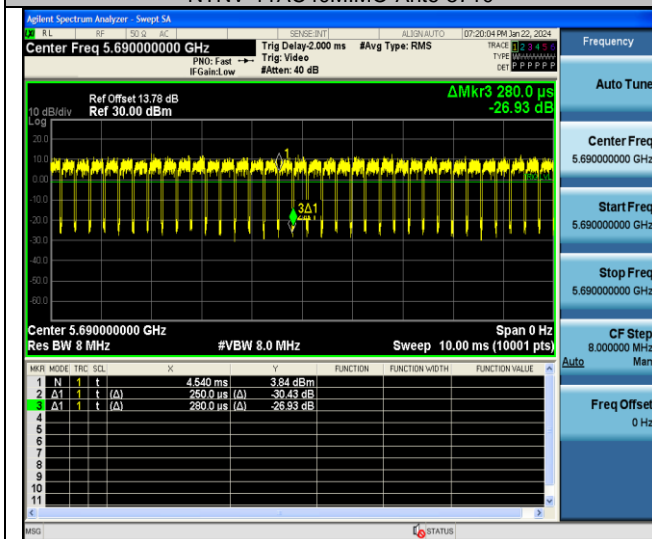 Agilent Spectrum Analyzer - Swept SA
RL RF 50 Ω AC SENSE:INT ALIGNAUTO 07:20:04 PM Jan 22, 2024
Center Freq 5.690000000 GHz
PNO: Fast
IFGain:Low
Trig Delay-2.000 ms
Trig: Video
#Atten: 40 dB
#Avg Type: RMS
TRACE 1 2 3 4 5 6
TYPE
DET P P P P P P
Frequency
Auto Tune
Center Freq
5.690000000 GHz
Start Freq
5.690000000 GHz
Stop Freq
5.690000000 GHz
CF Step
8.000000 MHz
Auto Man
Freq Offset
0 Hz
ΔMkr3 280.0 µs
-26.93 dB
Ref Offset 13.78 dB
10 dB/div Ref 30.00 dBm
Log
20.0
10.0
0.00
-10.0
-20.0
-30.0
-40.0
-50.0
-60.0
1
3Δ1
Center 5.690000000 GHz Span 0 Hz
Res BW 8 MHz #VBW 8.0 MHz Sweep 10.00 ms (10001 pts)
MKR MODE TRC SCL X Y FUNCTION FUNCTION WIDTH FUNCTION VALUE
1 N 1 t 4.540 ms 3.84 dBm
2 Δ1 1 t (Δ) 250.0 µs (Δ) -30.43 dB
3 Δ1 1 t (Δ) 280.0 µs (Δ) -26.93 dB
4
5
6
7
8
9
10
11
MSG STATUS